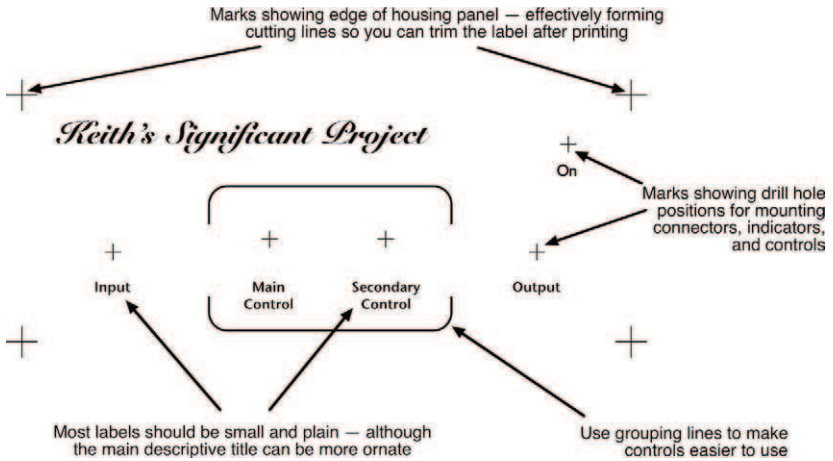 Marks showing edge of housing panel — effectively forming
cutting lines so you can trim the label after printing
Keith's Significant Project
On
Marks showing drill hole
positions for mounting
connectors, indicators,
and controls
Input
Main
Control
Secondary
Control
Output
Most labels should be small and plain — although
the main descriptive title can be more ornate
Use grouping lines to make
controls easier to use